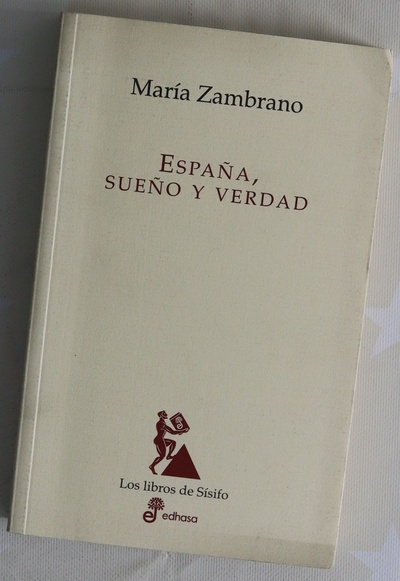 María Zambrano
ESPAÑA,
SUEÑO Y VERDAD
Los libros de Sísifo
edhasa